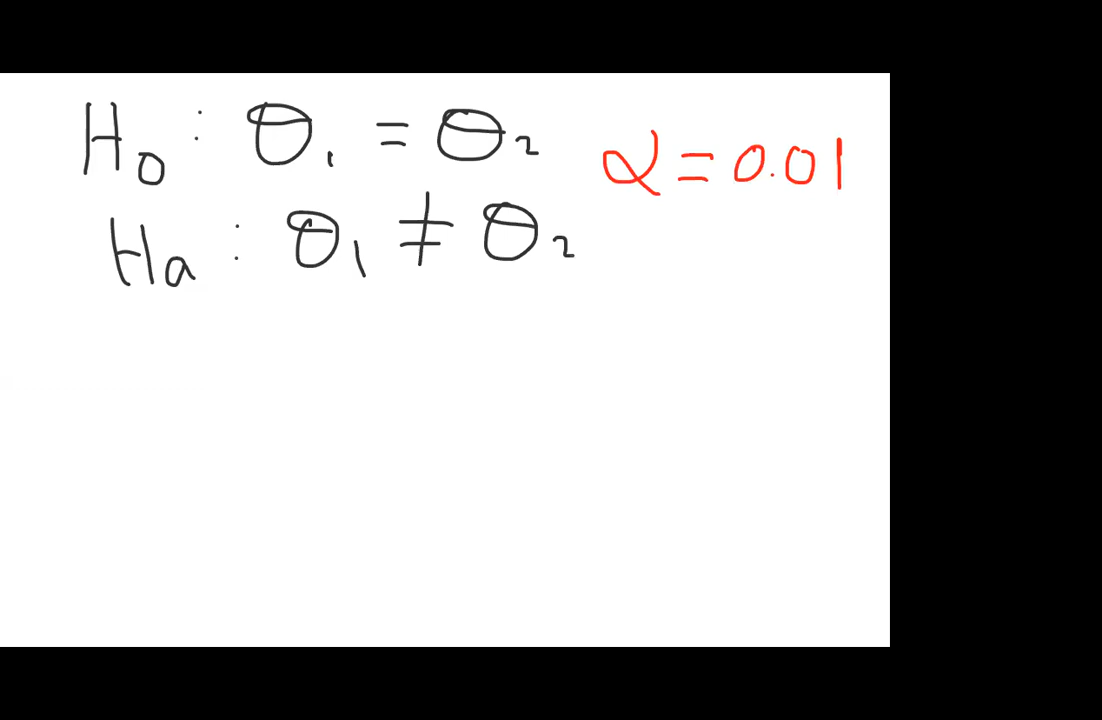 H₀ : θ₁ = θ₂
α = 0.01
Hₐ : θ₁ ≠ θ₂